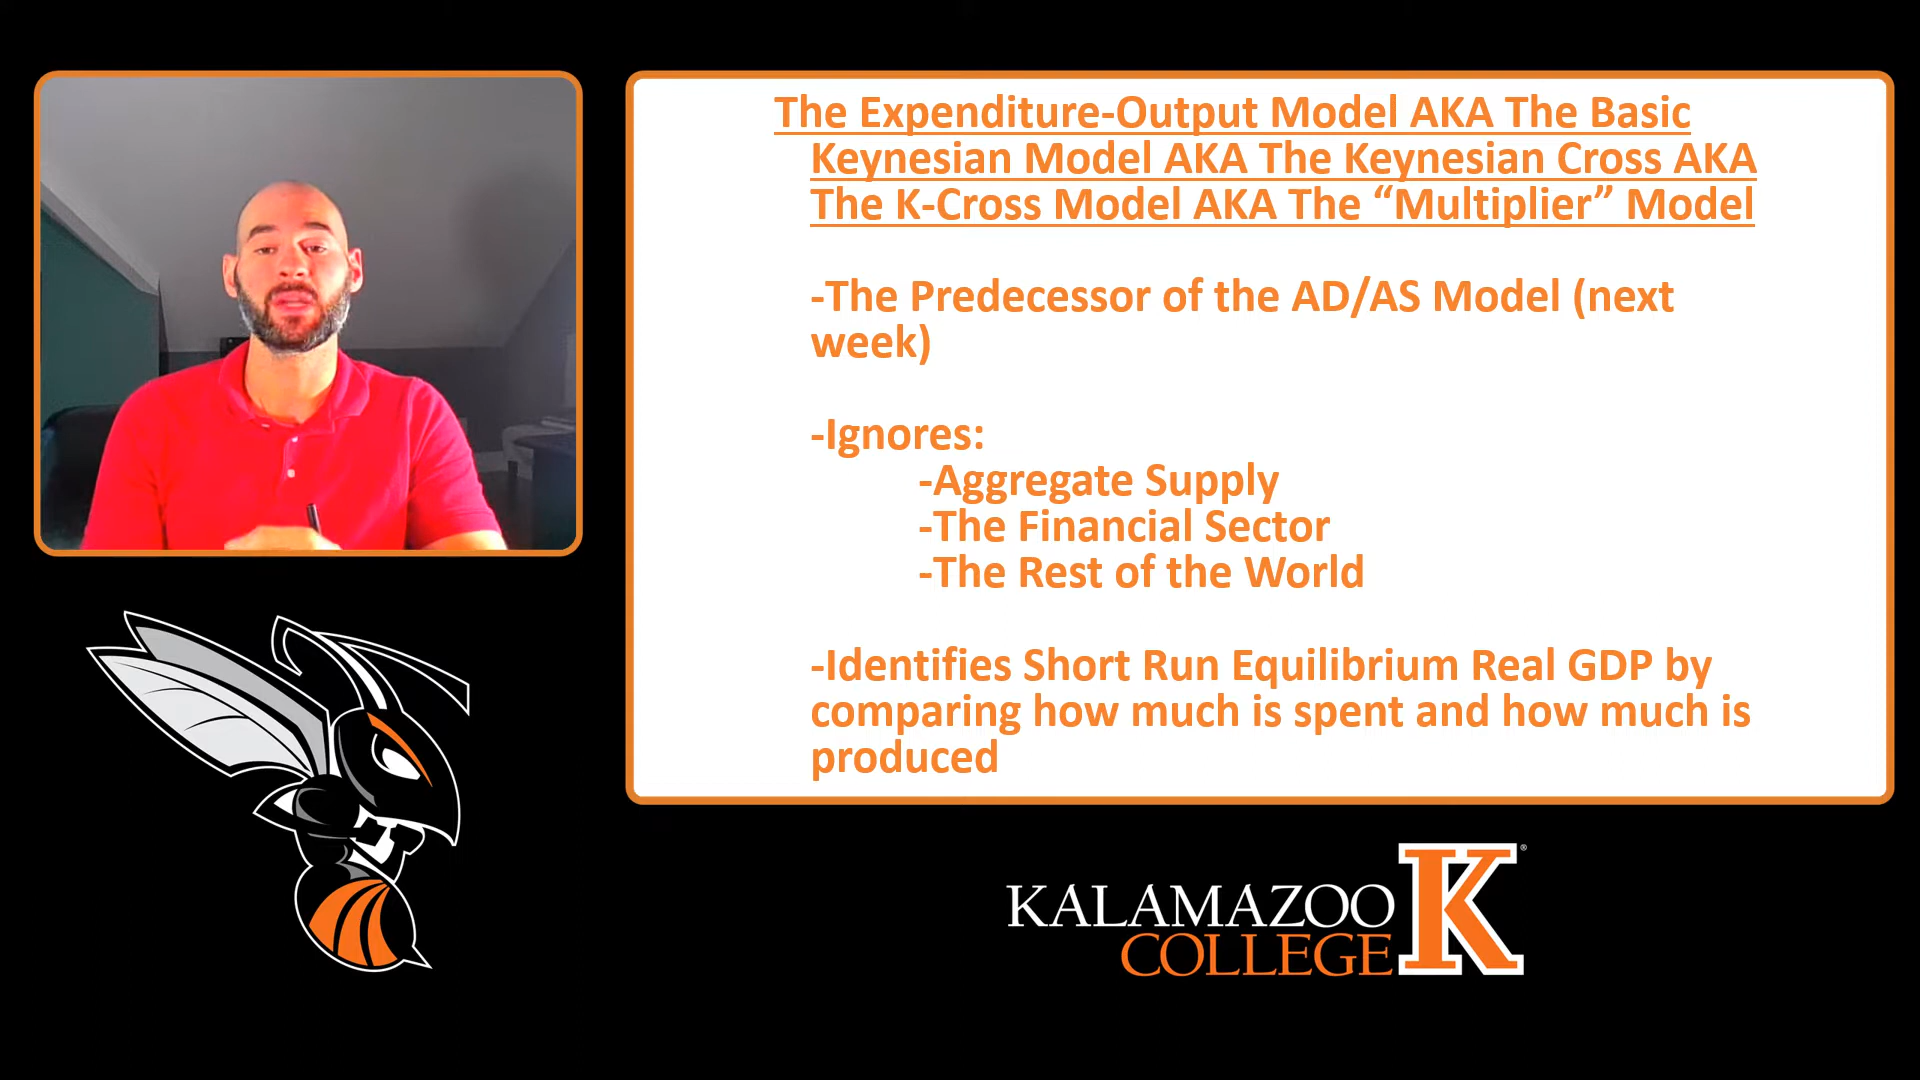 The Expenditure-Output Model AKA The Basic
Keynesian Model AKA The Keynesian Cross AKA
The K-Cross Model AKA The “Multiplier” Model
-The Predecessor of the AD/AS Model (next
week)
-Ignores:
-Aggregate Supply
-The Financial Sector
-The Rest of the World
-Identifies Short Run Equilibrium Real GDP by
comparing how much is spent and how much is
produced
KALAMAZOO
COLLEGE
K®